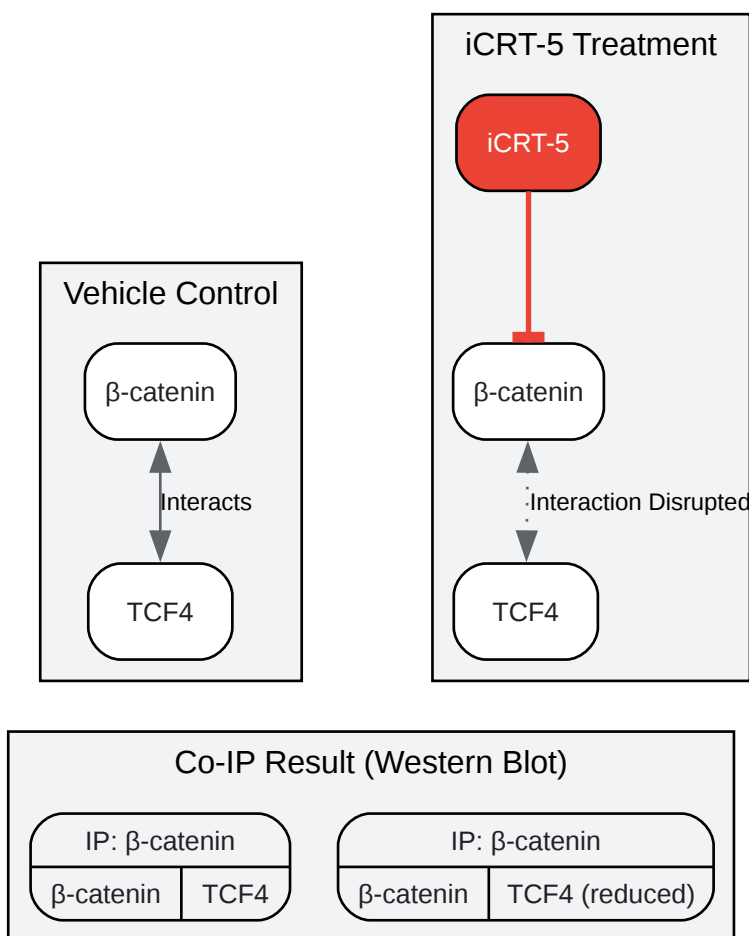 Vehicle Control
β-catenin
Interacts
TCF4
iCRT-5 Treatment
iCRT-5
β-catenin
Interaction Disrupted
TCF4
Co-IP Result (Western Blot)
IP: β-catenin
β-catenin
TCF4
IP: β-catenin
β-catenin
TCF4 (reduced)